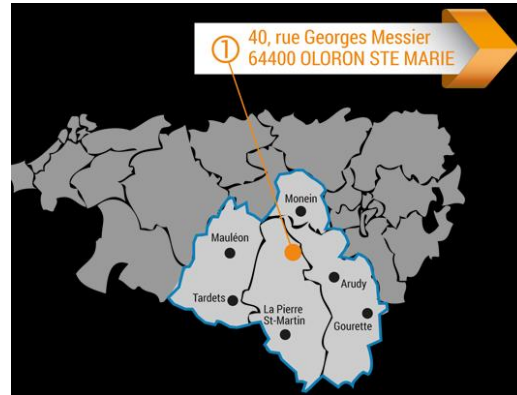 1
40, rue Georges Messier
64400 OLORON STE MARIE
Monein
Mauléon
Arudy
Tardets
La Pierre
St-Martin
Gourette